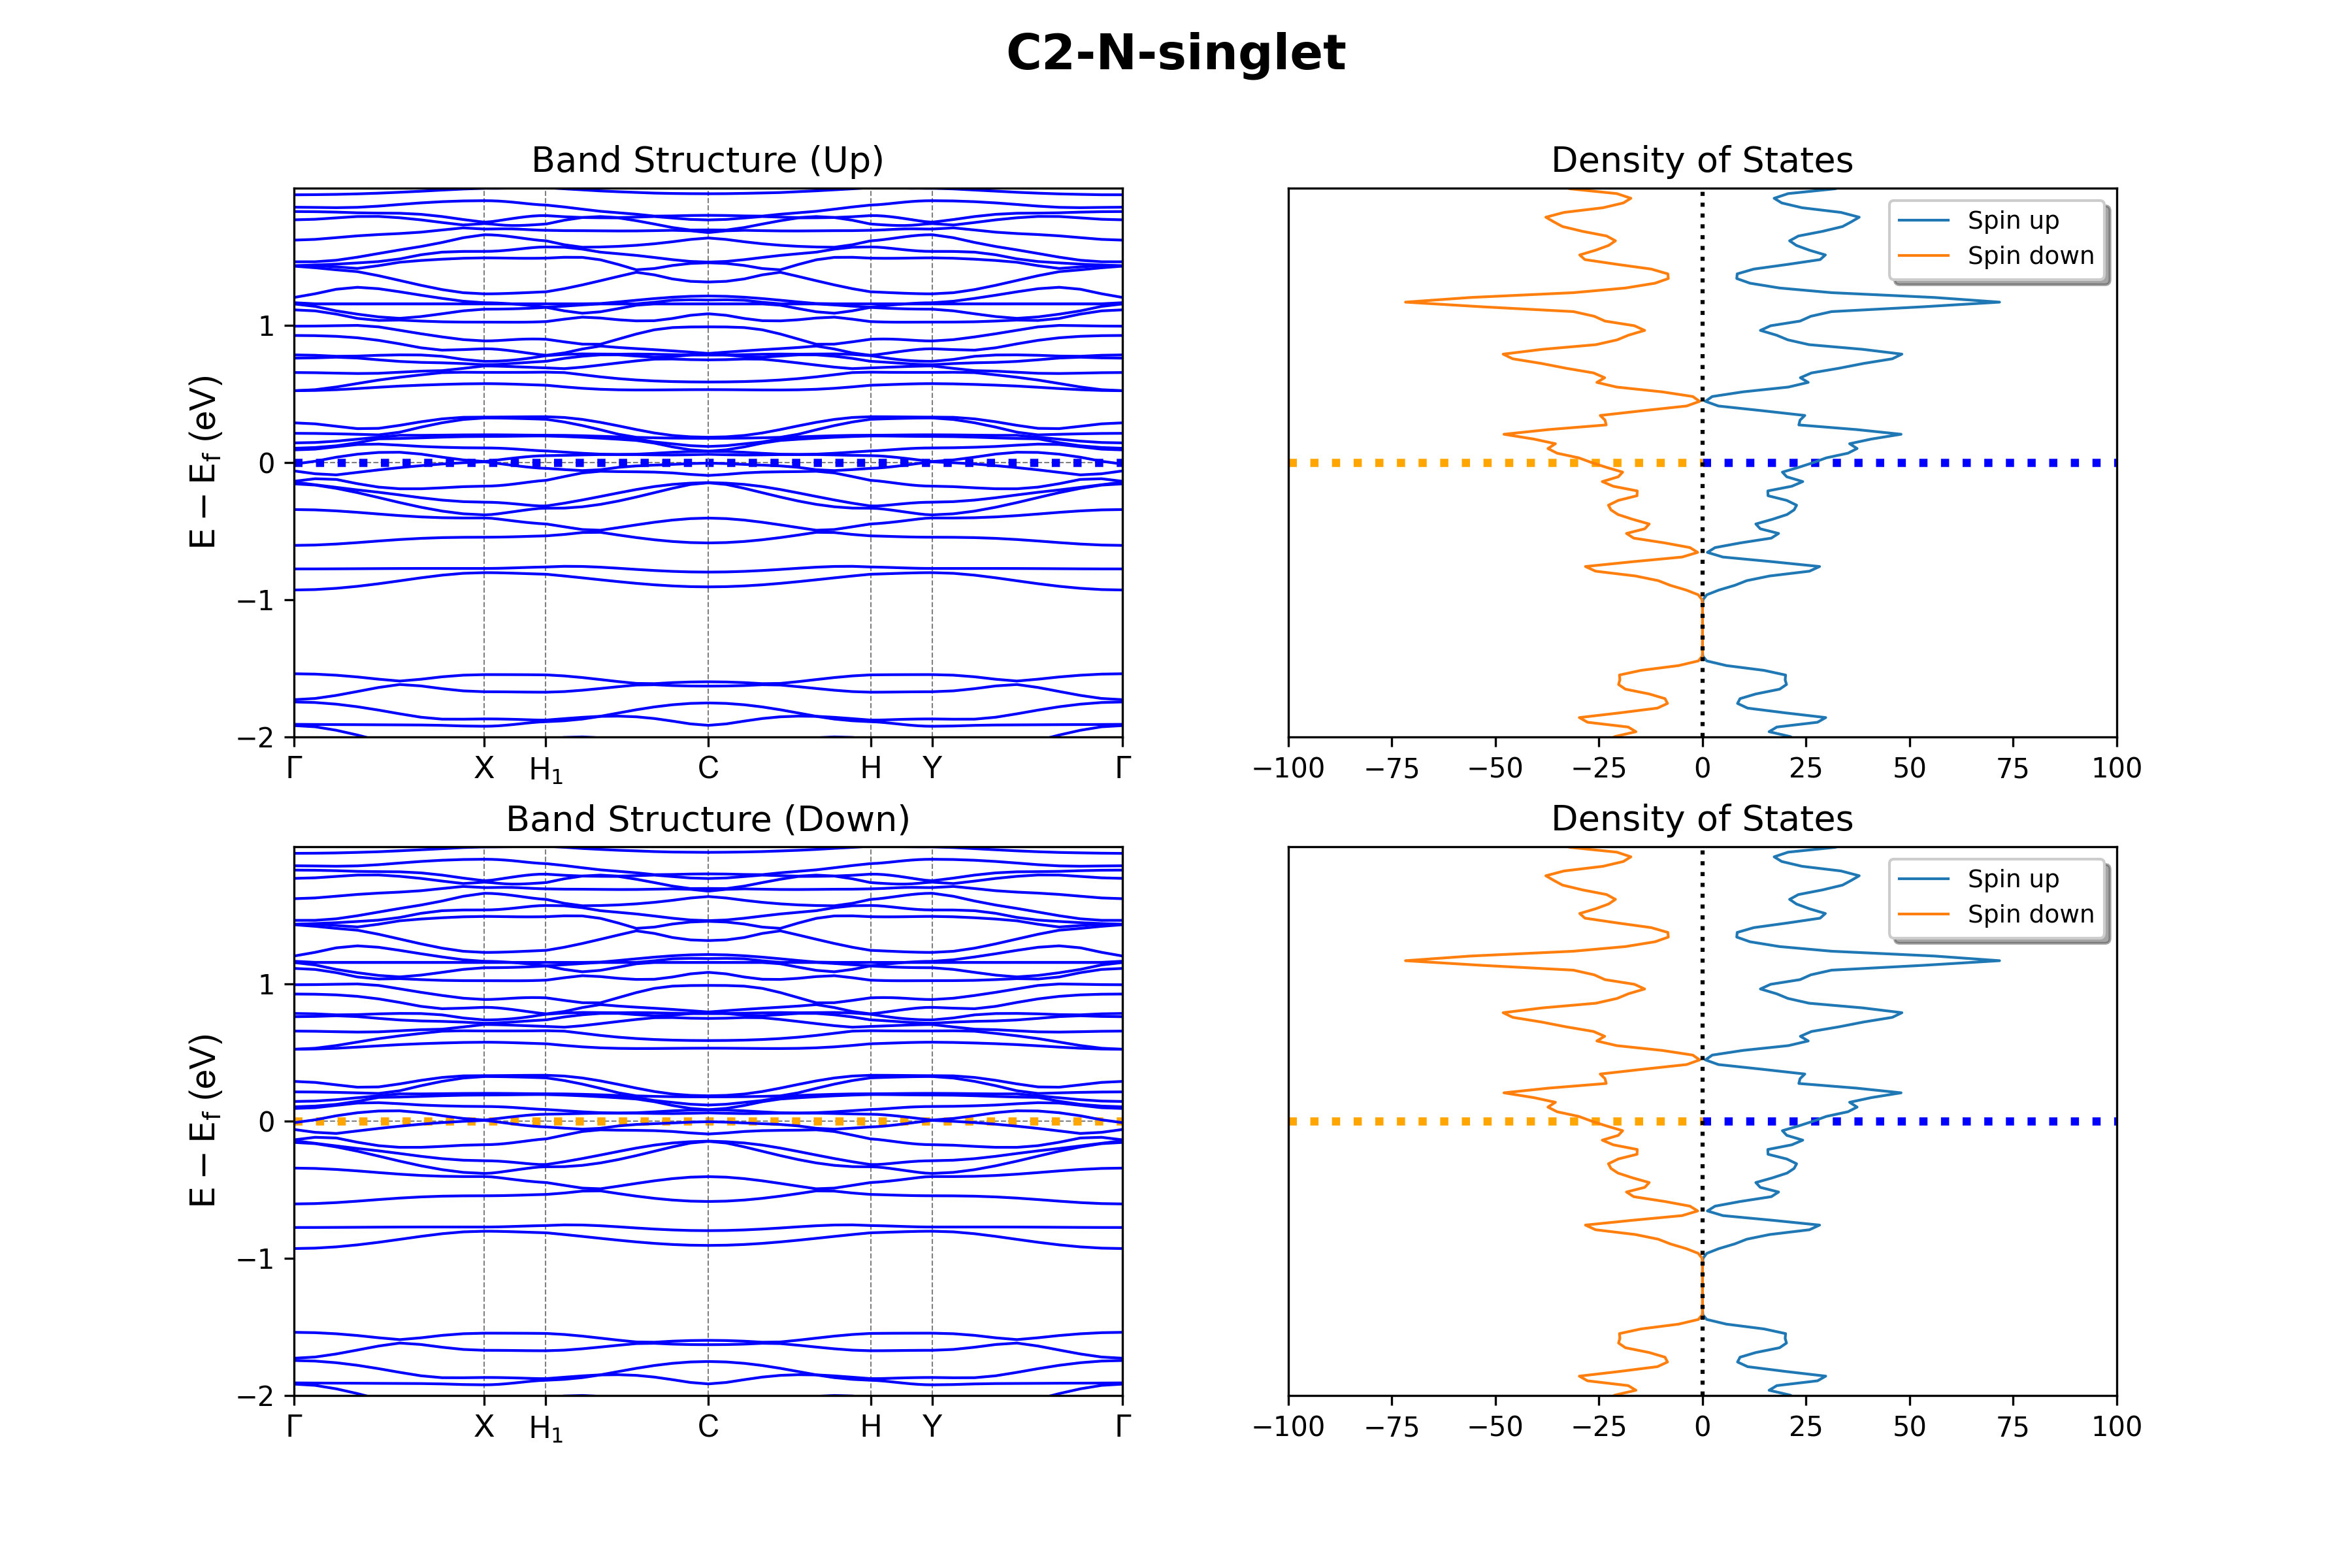 C2-N-singlet
Band Structure (Up)
E − E_f (eV)
1
0
−1
−2
Γ X H₁ C H Y Γ
Density of States
Spin up
Spin down
−100 −75 −50 −25 0 25 50 75 100
Band Structure (Down)
E − E_f (eV)
1
0
−1
−2
Γ X H₁ C H Y Γ
Density of States
Spin up
Spin down
−100 −75 −50 −25 0 25 50 75 100